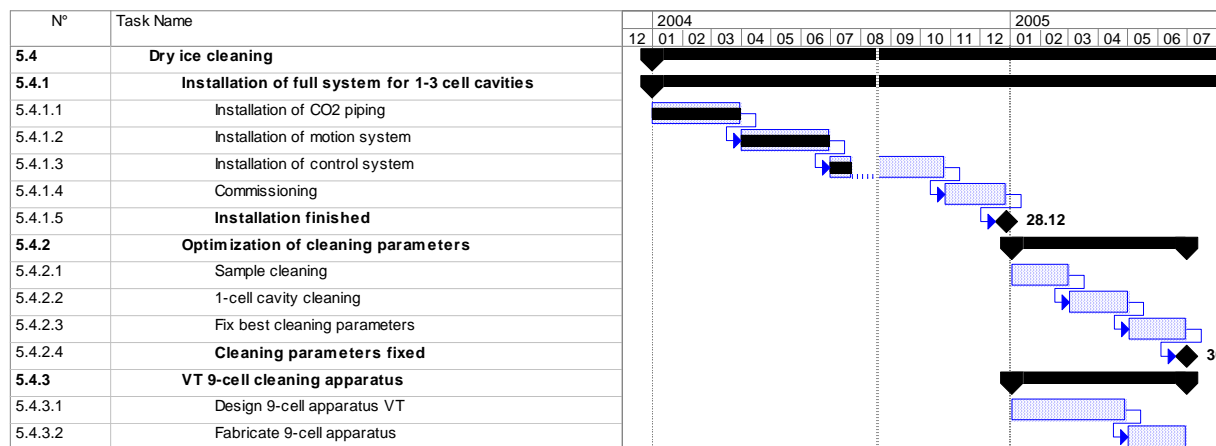 N° Task Name 2004 2005
12 01 02 03 04 05 06 07 08 09 10 11 12 01 02 03 04 05 06 07
5.4 Dry ice cleaning
5.4.1 Installation of full system for 1-3 cell cavities
5.4.1.1 Installation of CO2 piping
5.4.1.2 Installation of motion system
5.4.1.3 Installation of control system
5.4.1.4 Commissioning
5.4.1.5 Installation finished 28.12
5.4.2 Optimization of cleaning parameters
5.4.2.1 Sample cleaning
5.4.2.2 1-cell cavity cleaning
5.4.2.3 Fix best cleaning parameters
5.4.2.4 Cleaning parameters fixed
5.4.3 VT 9-cell cleaning apparatus
5.4.3.1 Design 9-cell apparatus VT
5.4.3.2 Fabricate 9-cell apparatus